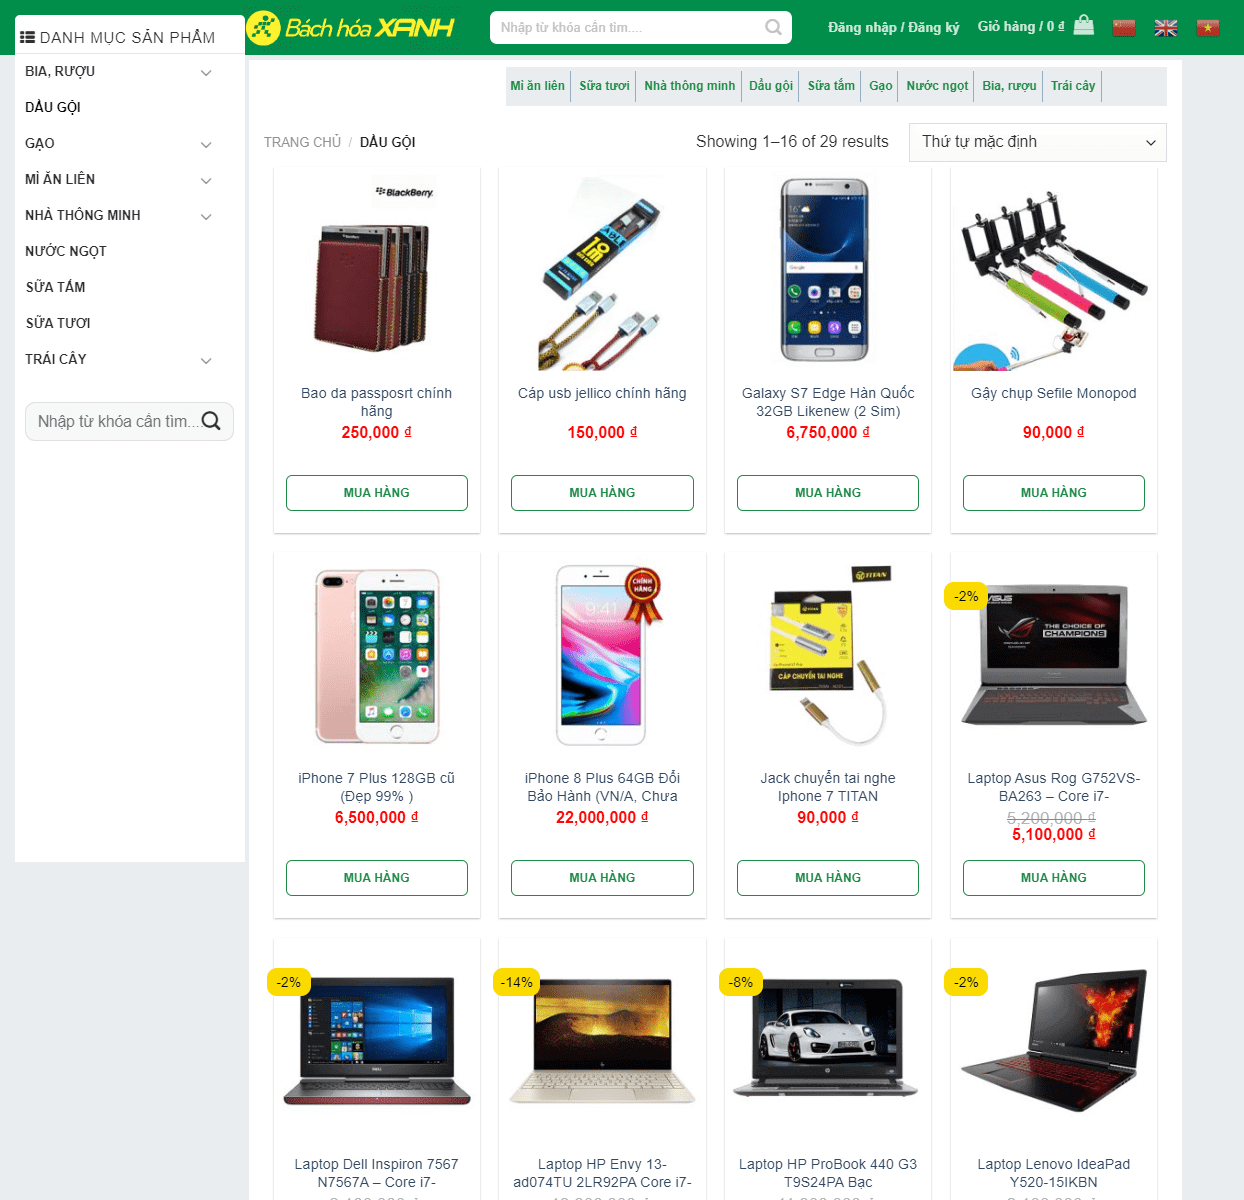 Bách hóa XANH
Nhập từ khóa cần tìm....
Đăng nhập / Đăng ký
Giỏ hàng / 0 ₫
DANH MỤC SẢN PHẨM
BIA, RƯỢU
DẦU GỘI
GẠO
MÌ ĂN LIỀN
NHÀ THÔNG MINH
NƯỚC NGỌT
SỮA TẮM
SỮA TƯƠI
TRÁI CÂY
Nhập từ khóa cần tìm...
Mì ăn liền
Sữa tươi
Nhà thông minh
Dầu gội
Sữa tắm
Gạo
Nước ngọt
Bia, rượu
Trái cây
TRANG CHỦ / DẦU GỘI
Showing 1–16 of 29 results
Thứ tự mặc định
BlackBerry
Bao da passposrt chính
hãng
250,000 ₫
MUA HÀNG
Cáp usb jellico chính hãng
150,000 ₫
MUA HÀNG
Google
Galaxy S7 Edge Hàn Quốc
32GB Likenew (2 Sim)
6,750,000 ₫
MUA HÀNG
Gậy chụp Sefile Monopod
90,000 ₫
MUA HÀNG
iPhone 7 Plus 128GB cũ
(Đẹp 99% )
6,500,000 ₫
MUA HÀNG
CHÍNH
HÃNG
9:41
iPhone 8 Plus 64GB Đổi
Bảo Hành (VN/A, Chưa
22,000,000 ₫
MUA HÀNG
TITAN
CÁP CHUYỂN TAI NGHE
Jack chuyển tai nghe
Iphone 7 TITAN
90,000 ₫
MUA HÀNG
-2%
ASUS
THE CHOICE OF
CHAMPIONS
Laptop Asus Rog G752VS-
BA263 – Core i7-
5,200,000 ₫
5,100,000 ₫
MUA HÀNG
-2%
DELL
Laptop Dell Inspiron 7567
N7567A – Core i7-
-14%
Laptop HP Envy 13-
ad074TU 2LR92PA Core i7-
-8%
Laptop HP ProBook 440 G3
T9S24PA Bạc
-2%
Laptop Lenovo IdeaPad
Y520-15IKBN